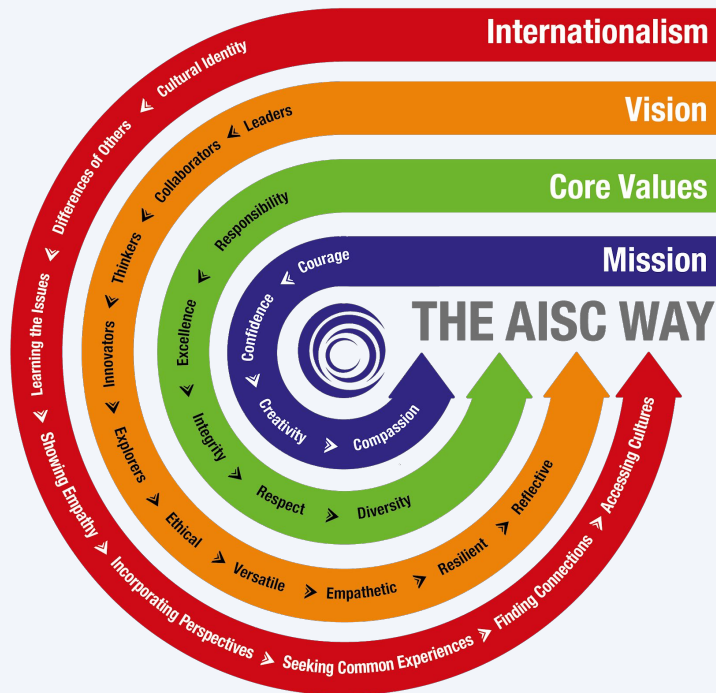 Internationalism
Cultural Identity
Differences of Others
Learning the Issues
Showing Empathy
Incorporating Perspectives
Seeking Common Experiences
Finding Connections
Accessing Cultures
Vision
Leaders
Collaborators
Thinkers
Innovators
Explorers
Ethical
Versatile
Empathetic
Resilient
Reflective
Core Values
Responsibility
Excellence
Integrity
Respect
Diversity
Mission
Courage
Confidence
Creativity
Compassion
THE AISC WAY